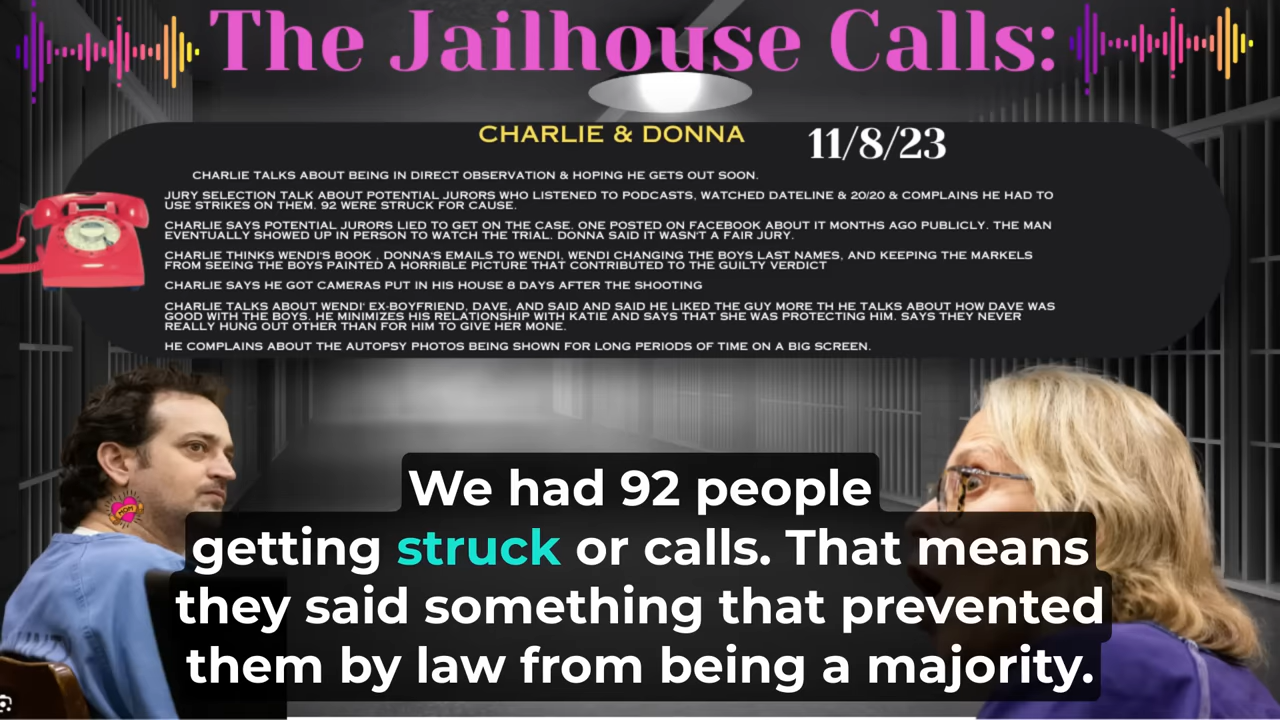 The Jailhouse Calls:
CHARLIE & DONNA 11/8/23
CHARLIE TALKS ABOUT BEING IN DIRECT OBSERVATION & HOPING HE GETS OUT SOON.
JURY SELECTION TALK ABOUT POTENTIAL JURORS WHO LISTENED TO PODCASTS, WATCHED DATELINE & 20/20 & COMPLAINS HE HAD TO
USE STRIKES ON THEM. 92 WERE STRUCK FOR CAUSE.
CHARLIE SAYS POTENTIAL JURORS LIED TO GET ON THE CASE. ONE POSTED ON FACEBOOK ABOUT IT MONTHS AGO PUBLICLY. THE MAN
EVENTUALLY SHOWED UP IN PERSON TO WATCH THE TRIAL. DONNA SAID IT WASN'T A FAIR JURY.
CHARLIE THINKS WENDI'S BOOK , DONNA'S EMAILS TO WENDI, WENDI CHANGING THE BOYS LAST NAMES, AND KEEPING THE MARKELS
FROM SEEING THE BOYS PAINTED A HORRIBLE PICTURE THAT CONTRIBUTED TO THE GUILTY VERDICT
CHARLIE SAYS HE GOT CAMERAS PUT IN HIS HOUSE 8 DAYS AFTER THE SHOOTING
CHARLIE TALKS ABOUT WENDI' EX-BOYFRIEND, DAVE, AND SAID AND SAID HE LIKED THE GUY MORE TH HE TALKS ABOUT HOW DAVE WAS
GOOD WITH THE BOYS. HE MINIMIZES HIS RELATIONSHIP WITH KATIE AND SAYS THAT SHE WAS PROTECTING HIM. SAYS THEY NEVER
REALLY HUNG OUT OTHER THAN FOR HIM TO GIVE HER MONE.
HE COMPLAINS ABOUT THE AUTOPSY PHOTOS BEING SHOWN FOR LONG PERIODS OF TIME ON A BIG SCREEN.
MOM
We had 92 people
getting struck or calls. That means
they said something that prevented
them by law from being a majority.